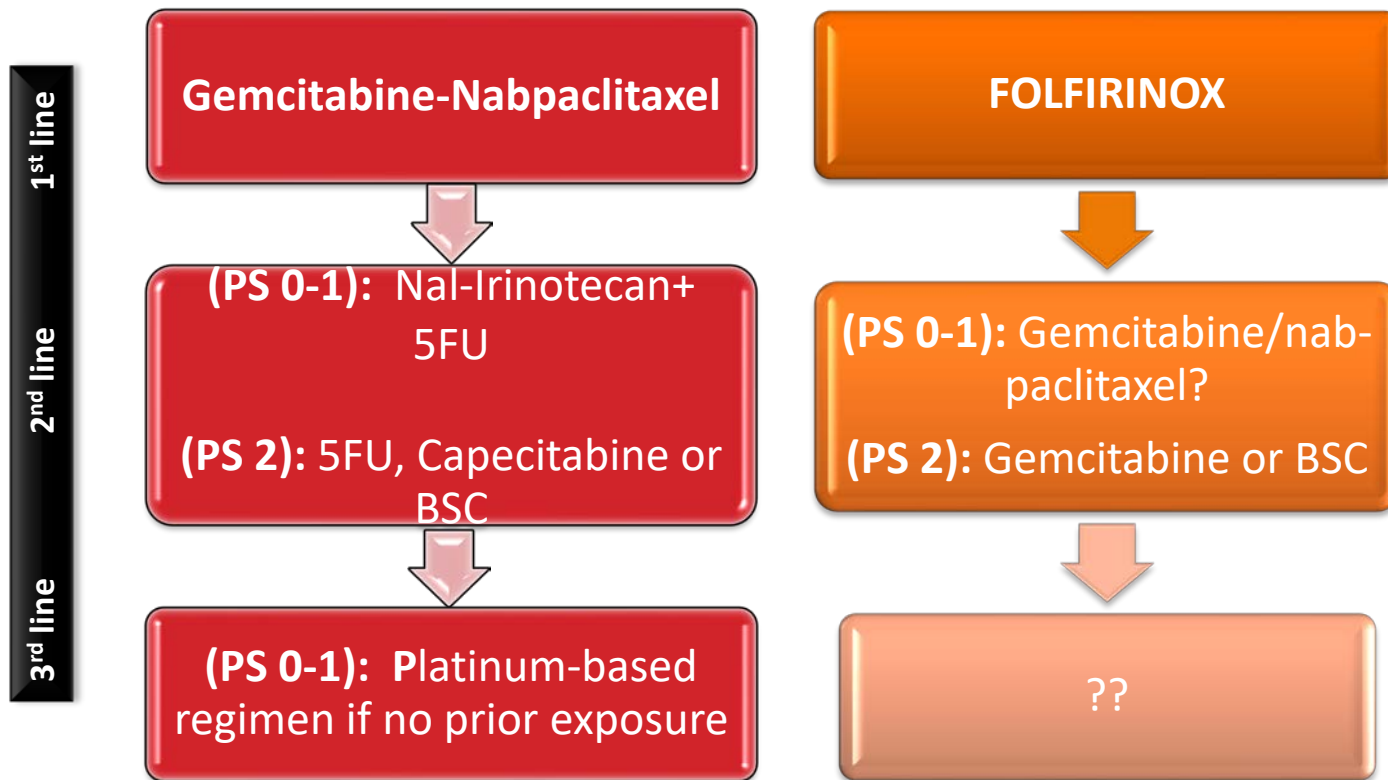 1st line
Gemcitabine-Nabpaclitaxel
FOLFIRINOX
2nd line
(PS 0-1): Nal-Irinotecan+
5FU
(PS 2): 5FU, Capecitabine or
BSC
(PS 0-1): Gemcitabine/nab-
paclitaxel?
(PS 2): Gemcitabine or BSC
3rd line
(PS 0-1): Platinum-based
regimen if no prior exposure
??